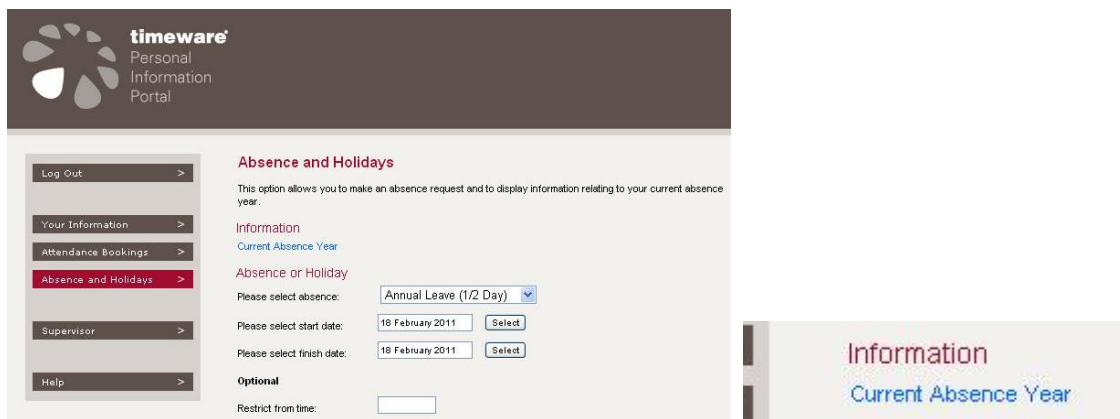 timeware®
Personal
Information
Portal
Log Out >
Your Information >
Attendance Bookings >
Absence and Holidays >
Supervisor >
Help >
Absence and Holidays
This option allows you to make an absence request and to display information relating to your current absence
year.
Information
Current Absence Year
Absence or Holiday
Please select absence: Annual Leave (1/2 Day)
Please select start date: 18 February 2011 Select
Please select finish date: 18 February 2011 Select
Optional
Restrict from time:
Information
Current Absence Year